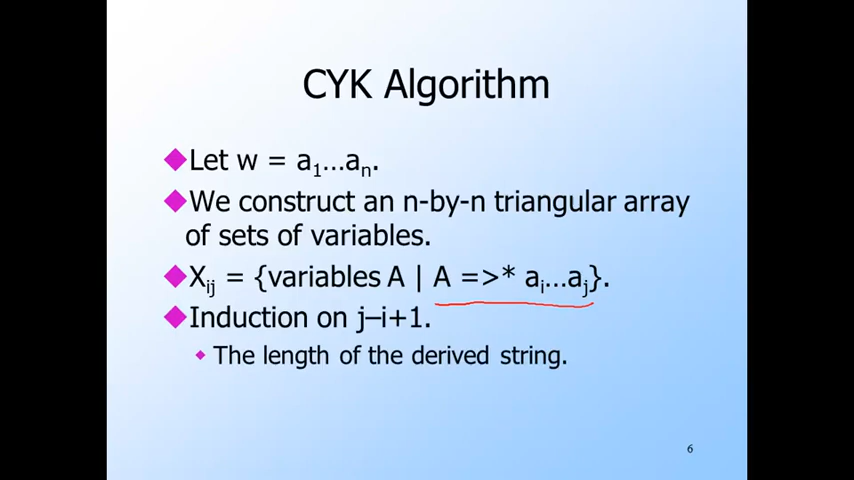 CYK Algorithm
Let w = a1…an.
We construct an n-by-n triangular array
of sets of variables.
Xij = {variables A | A =>* ai…aj}.
Induction on j–i+1.
The length of the derived string.
6